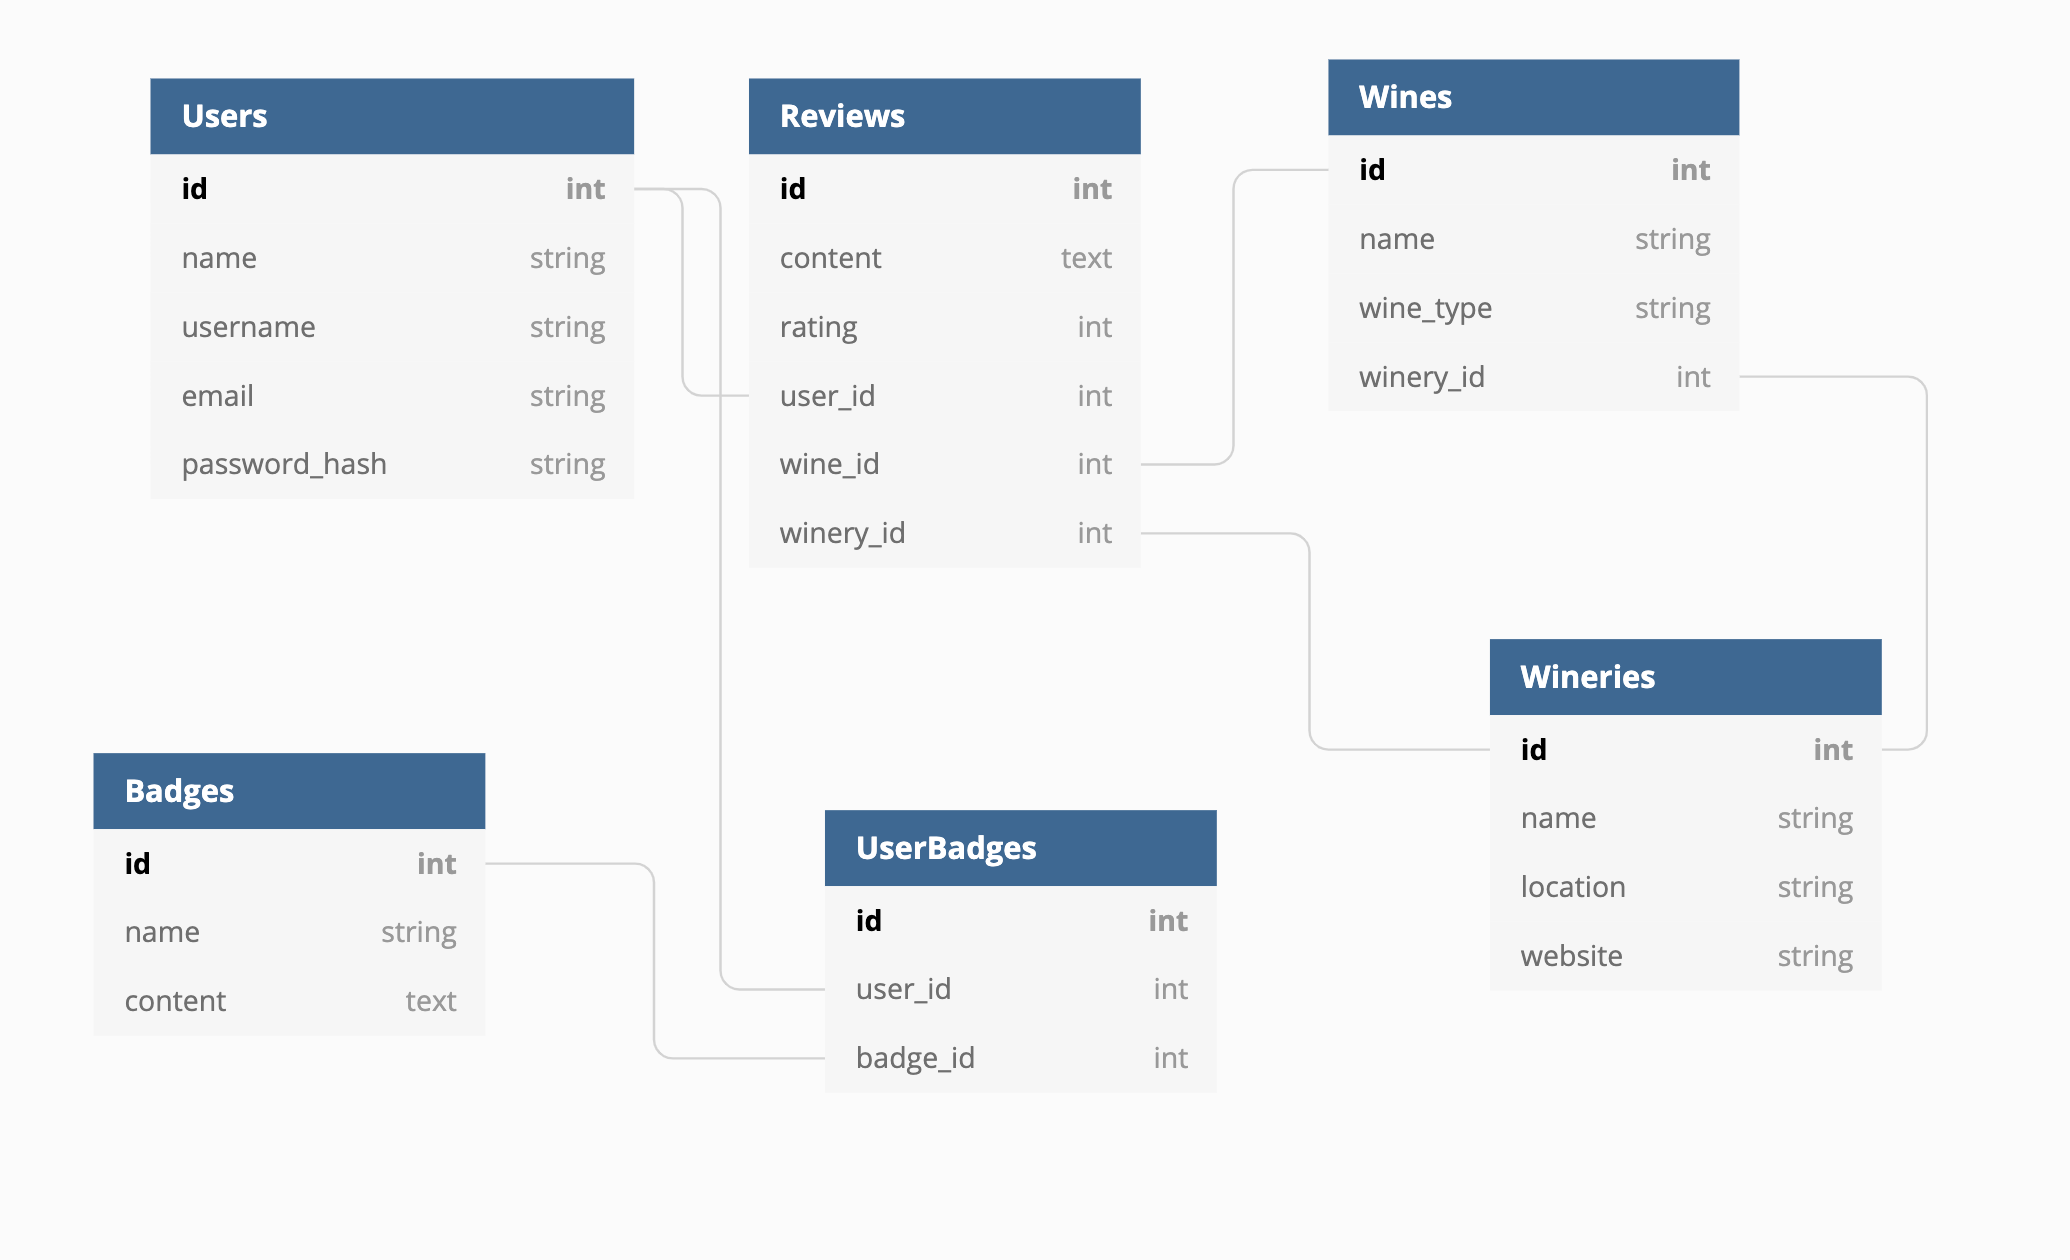 Users
id int
name string
username string
email string
password_hash string
Reviews
id int
content text
rating int
user_id int
wine_id int
winery_id int
Wines
id int
name string
wine_type string
winery_id int
Wineries
id int
name string
location string
website string
Badges
id int
name string
content text
UserBadges
id int
user_id int
badge_id int